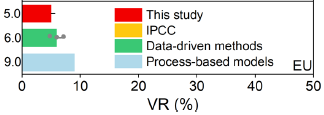 5.0 This study
IPCC
6.0 Data-driven methods
9.0 Process-based models EU
0 10 20 30 40 50
VR (%)